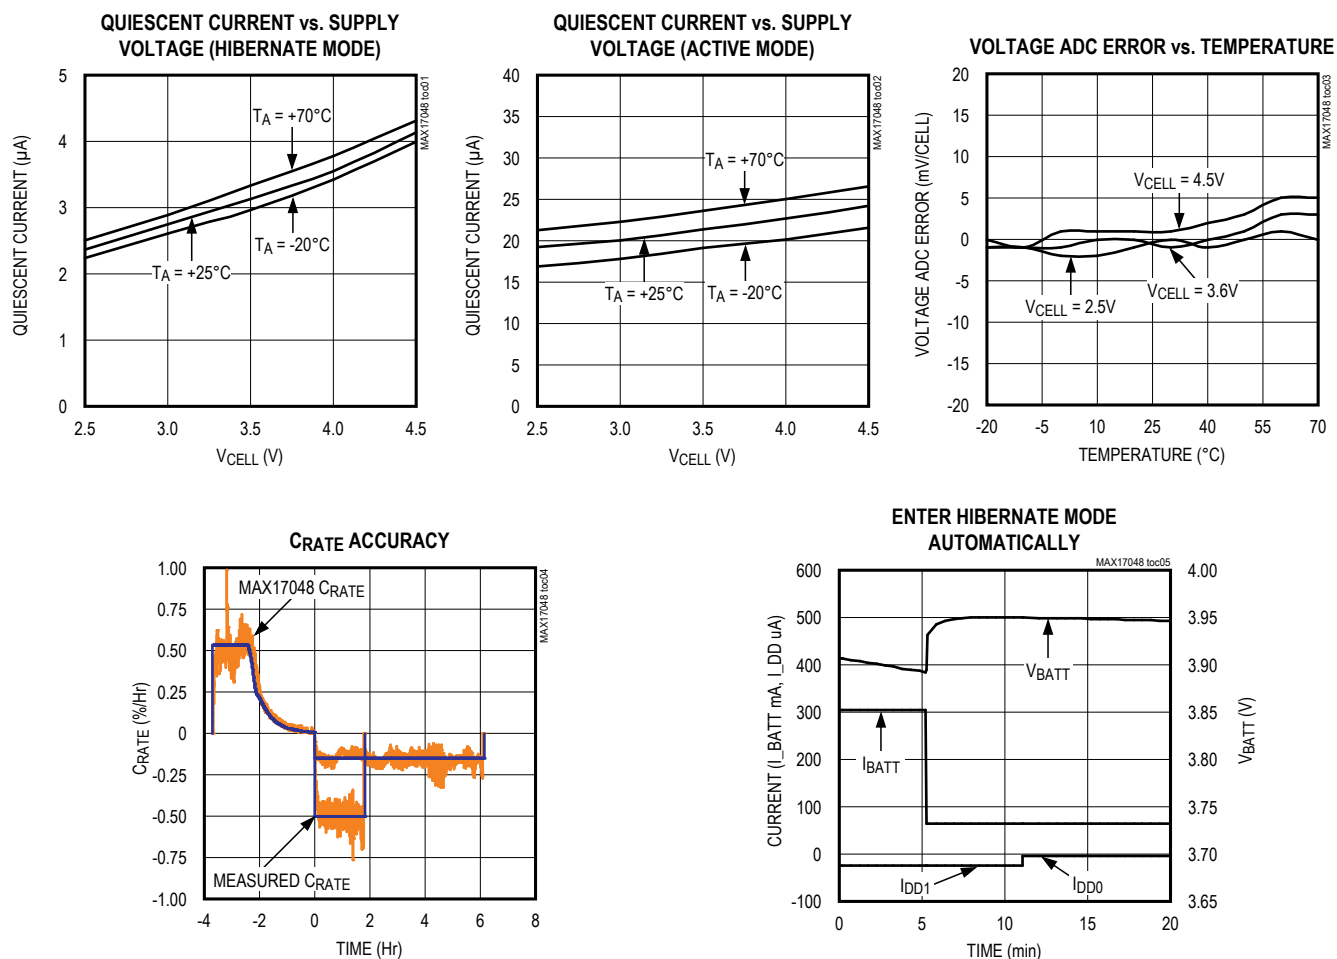 QUIESCENT CURRENT vs. SUPPLY
VOLTAGE (HIBERNATE MODE)
MAX17048 toc01
QUIESCENT CURRENT (µA)
5
4
3
2
1
0
TA = +70°C
TA = +25°C
TA = -20°C
2.5 3.0 3.5 4.0 4.5
VCELL (V)
QUIESCENT CURRENT vs. SUPPLY
VOLTAGE (ACTIVE MODE)
MAX17048 toc02
QUIESCENT CURRENT (µA)
40
35
30
25
20
15
10
5
0
TA = +70°C
TA = +25°C
TA = -20°C
2.5 3.0 3.5 4.0 4.5
VCELL (V)
VOLTAGE ADC ERROR vs. TEMPERATURE
MAX17048 toc03
VOLTAGE ADC ERROR (mV/CELL)
20
15
10
5
0
-5
-10
-15
-20
VCELL = 4.5V
VCELL = 3.6V
VCELL = 2.5V
-20 -5 10 25 40 55 70
TEMPERATURE (°C)
CRATE ACCURACY
MAX17048 toc04
CRATE (%/Hr)
1.00
0.75
0.50
0.25
0
-0.25
-0.50
-0.75
-1.00
MAX17048 CRATE
MEASURED CRATE
-4 -2 0 2 4 6 8
TIME (Hr)
ENTER HIBERNATE MODE
AUTOMATICALLY
MAX17048 toc05
CURRENT (I_BATT mA, I_DD uA)
600
500
400
300
200
100
0
-100
VBATT
IBATT
IDD1
IDD0
4.00
3.95
3.90
3.85
3.80
3.75
3.70
3.65
VBATT (V)
0 5 10 15 20
TIME (min)